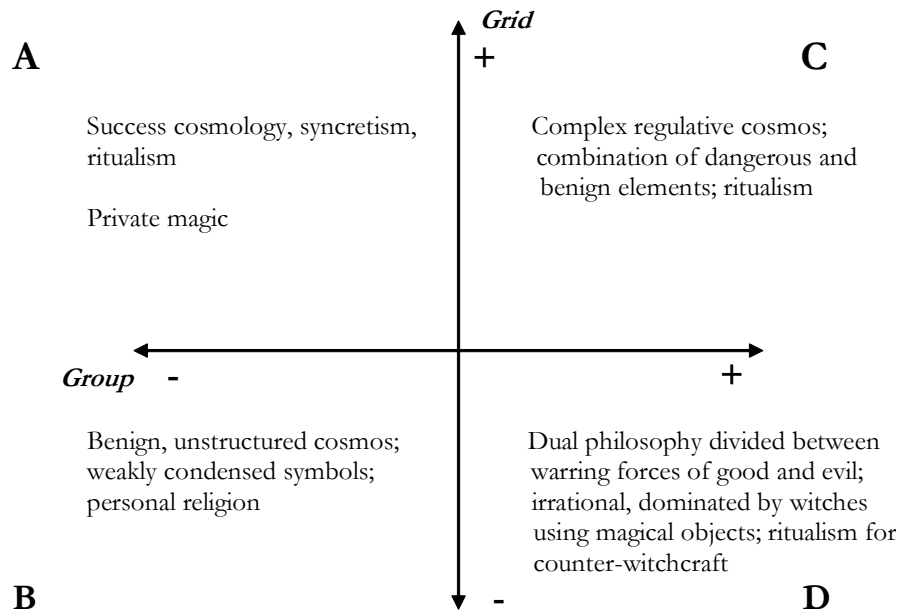 Grid
+
A
C
Success cosmology, syncretism,
ritualism
Private magic
Complex regulative cosmos;
combination of dangerous and
benign elements; ritualism
Group -
+
Benign, unstructured cosmos;
weakly condensed symbols;
personal religion
Dual philosophy divided between
warring forces of good and evil;
irrational, dominated by witches
using magical objects; ritualism for
counter-witchcraft
B
-
D